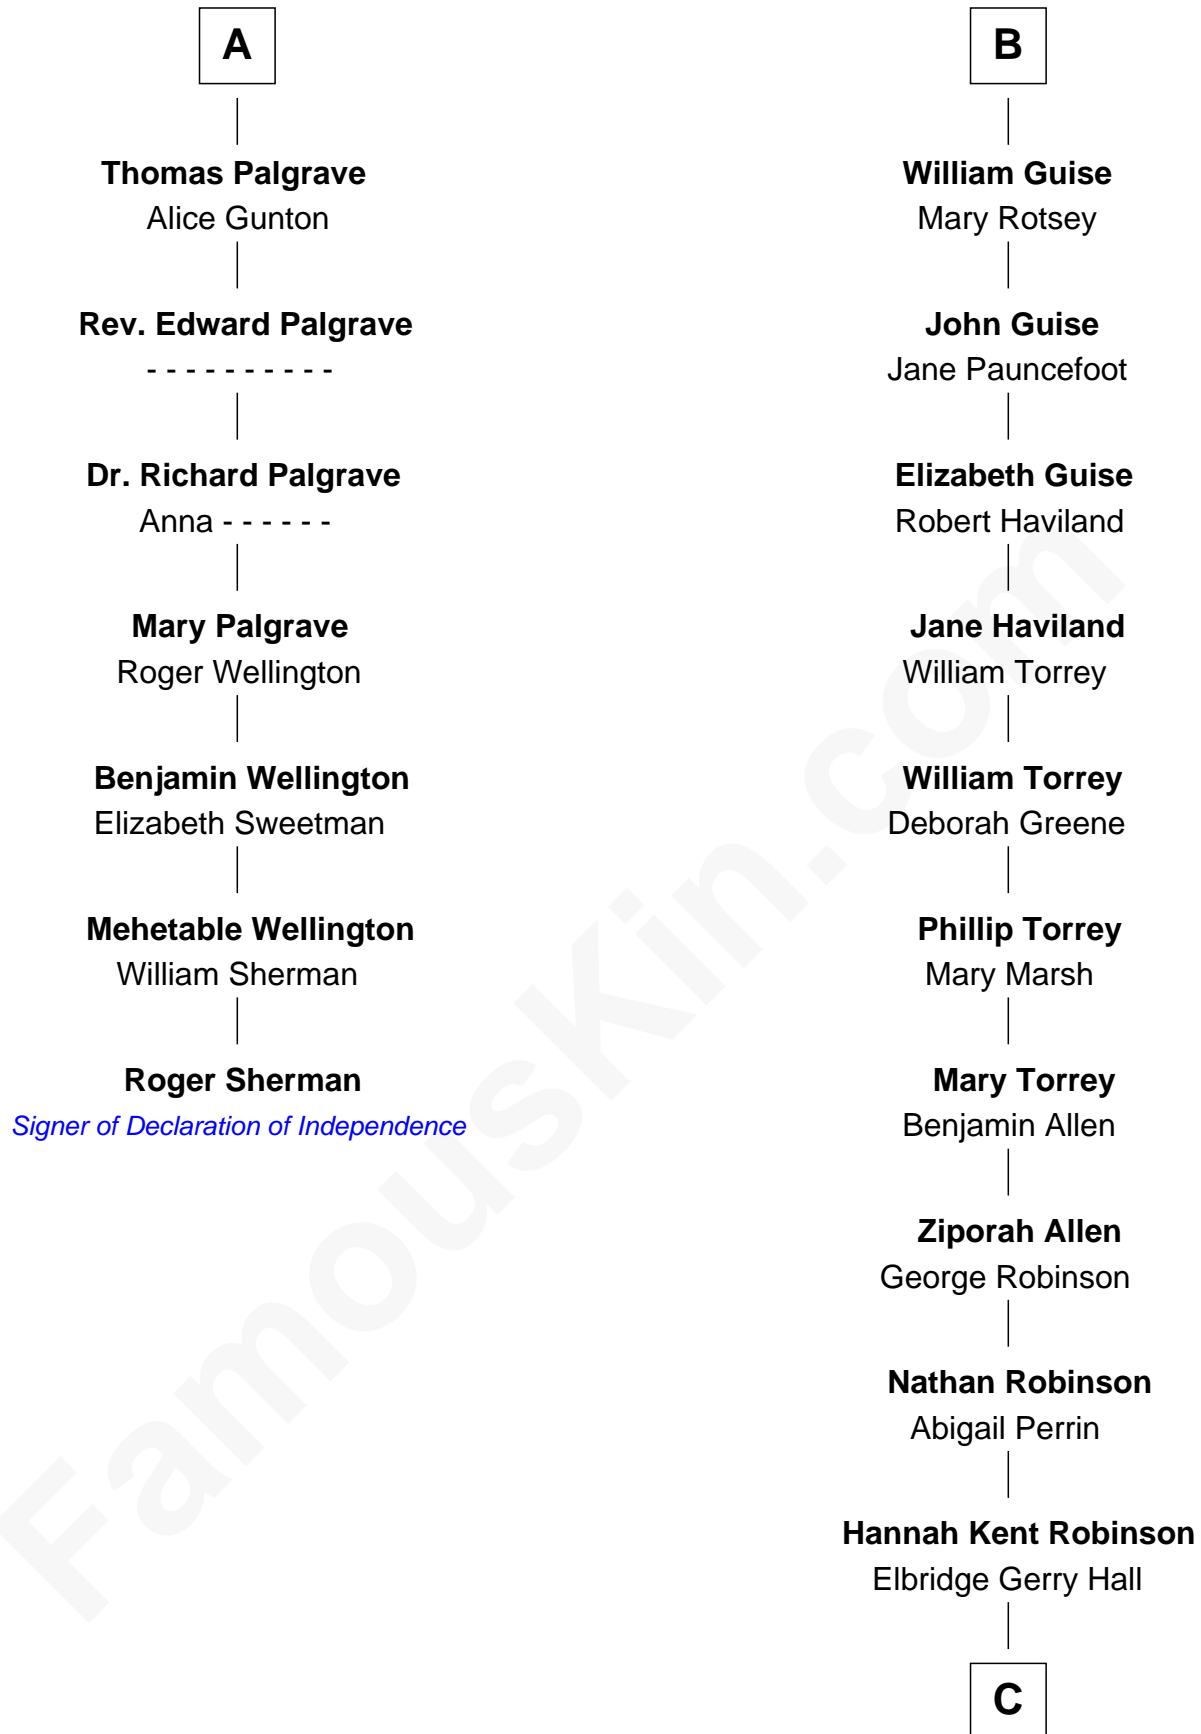 A
Thomas Palgrave
Alice Gunton
Rev. Edward Palgrave
- - - - - - - - - -
Dr. Richard Palgrave
Anna - - - - - -
Mary Palgrave
Roger Wellington
Benjamin Wellington
Elizabeth Sweetman
Mehetable Wellington
William Sherman
Roger Sherman
Signer of Declaration of Independence
B
William Guise
Mary Rotsey
John Guise
Jane Pauncefoot
Elizabeth Guise
Robert Haviland
Jane Haviland
William Torrey
William Torrey
Deborah Greene
Phillip Torrey
Mary Marsh
Mary Torrey
Benjamin Allen
Ziporah Allen
George Robinson
Nathan Robinson
Abigail Perrin
Hannah Kent Robinson
Elbridge Gerry Hall
C
FamousKin.com